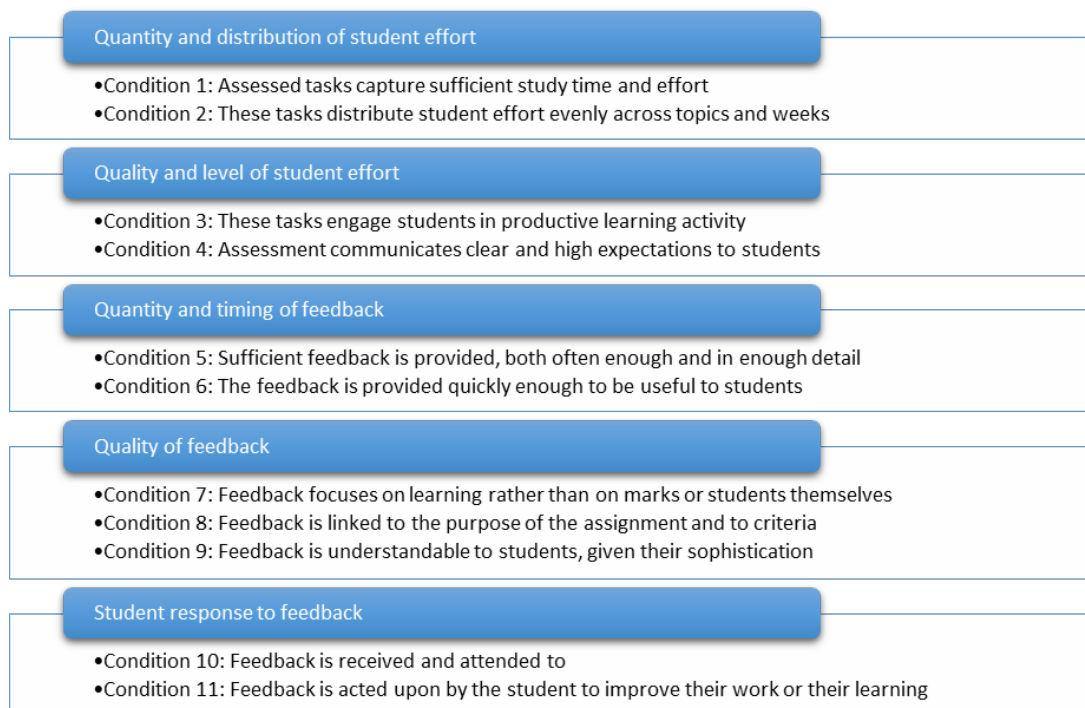 Quantity and distribution of student effort
•Condition 1: Assessed tasks capture sufficient study time and effort
•Condition 2: These tasks distribute student effort evenly across topics and weeks
Quality and level of student effort
•Condition 3: These tasks engage students in productive learning activity
•Condition 4: Assessment communicates clear and high expectations to students
Quantity and timing of feedback
•Condition 5: Sufficient feedback is provided, both often enough and in enough detail
•Condition 6: The feedback is provided quickly enough to be useful to students
Quality of feedback
•Condition 7: Feedback focuses on learning rather than on marks or students themselves
•Condition 8: Feedback is linked to the purpose of the assignment and to criteria
•Condition 9: Feedback is understandable to students, given their sophistication
Student response to feedback
•Condition 10: Feedback is received and attended to
•Condition 11: Feedback is acted upon by the student to improve their work or their learning